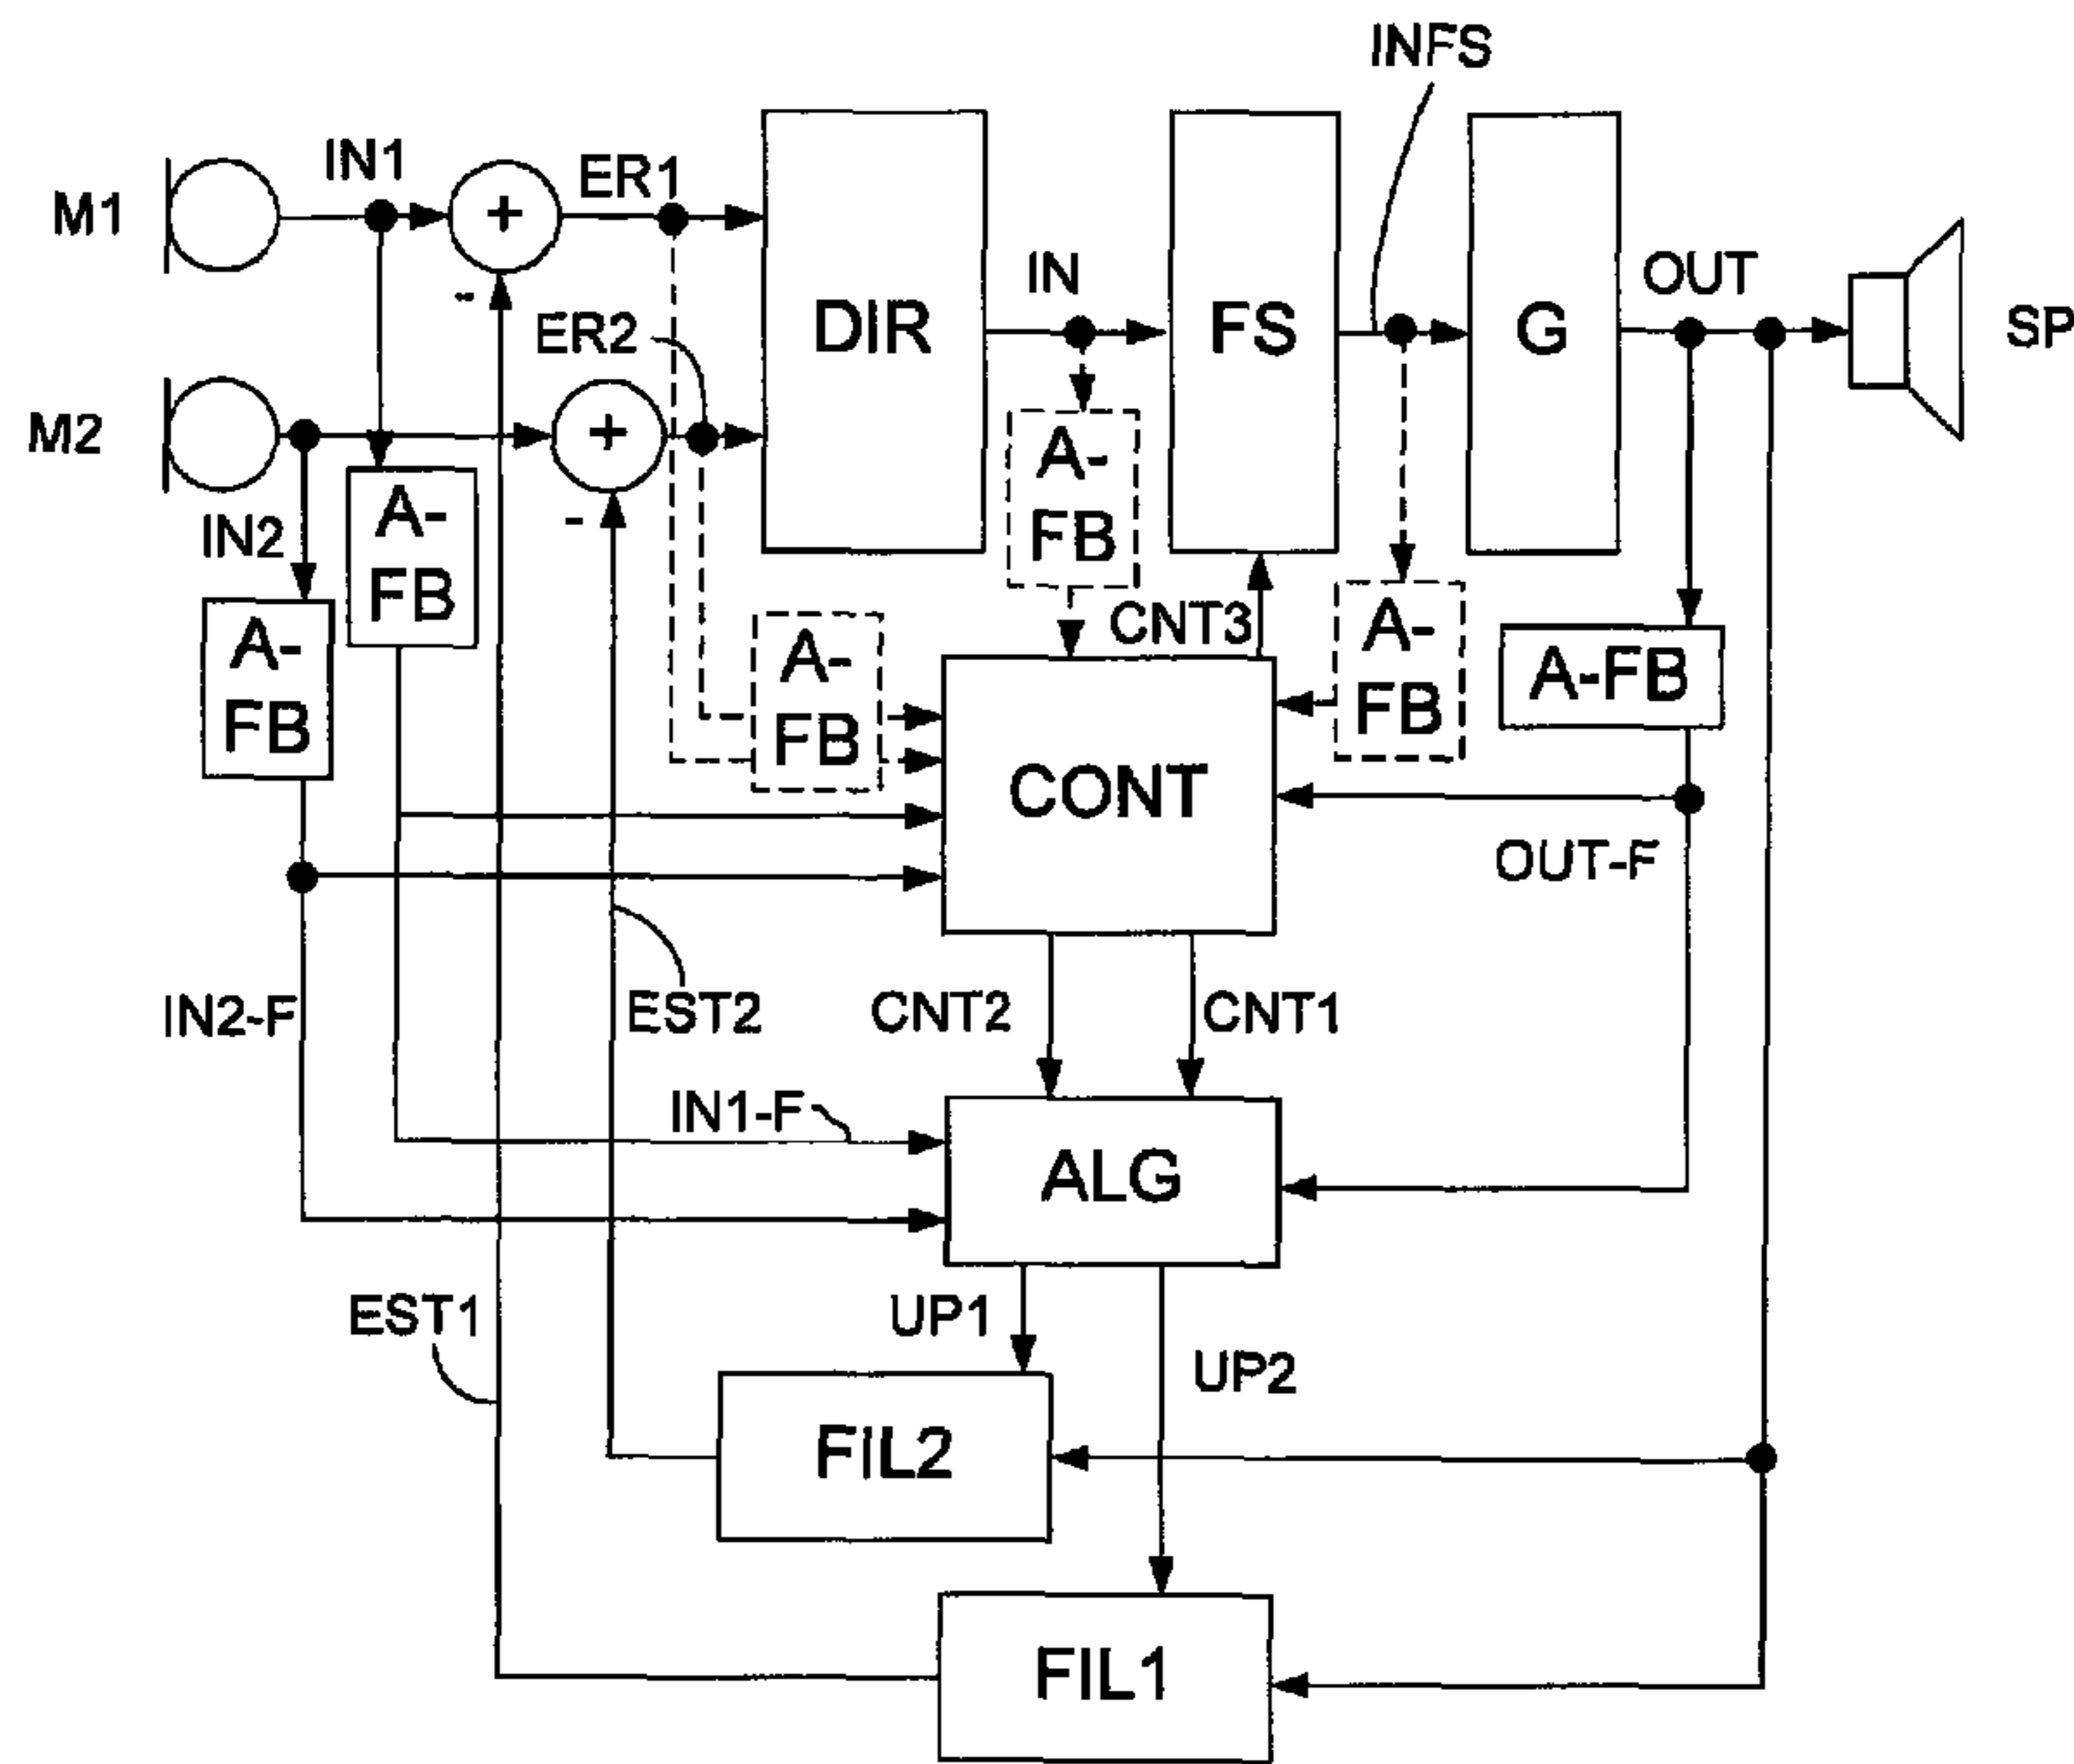 INFS
IN1
ER1
M1
+
-
IN
OUT
SP
DIR
FS
G
ER2
M2
+
-
A-
FB
A-
FB
IN2
A-
FB
CNT3
A-
FB
A-
FB
A-FB
CONT
OUT-F
IN2-F
EST2
CNT2
CNT1
IN1-F
ALG
EST1
UP1
UP2
FIL2
FIL1